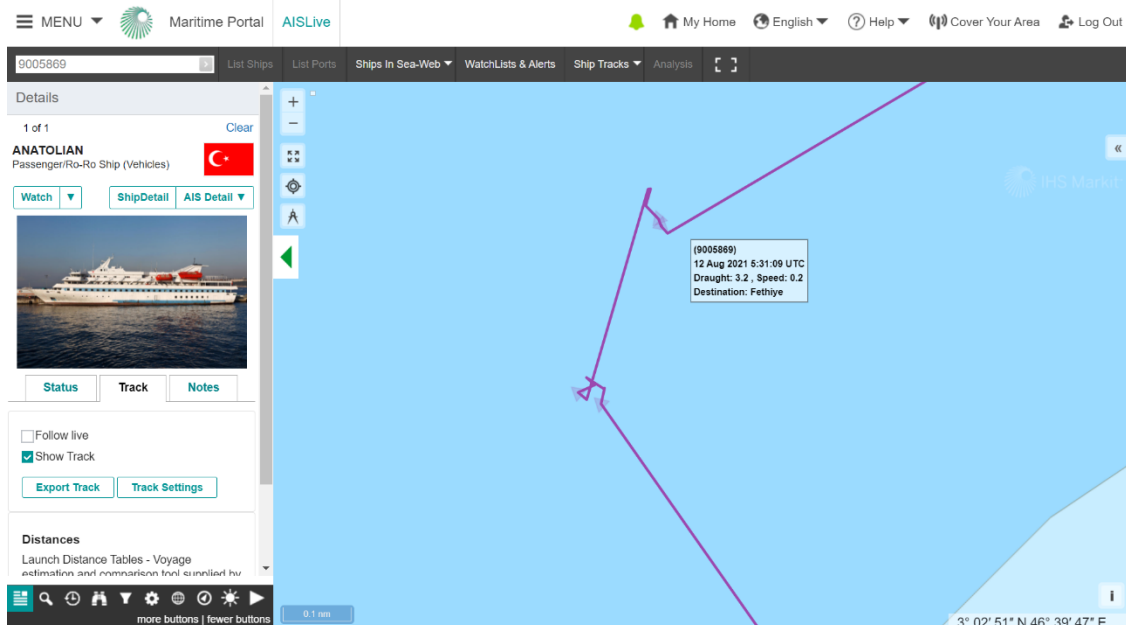 MENU
Maritime Portal
AISLive
My Home
English
Help
Cover Your Area
Log Out
9005869
List Ships
List Ports
Ships In Sea-Web
WatchLists & Alerts
Ship Tracks
Analysis
Details
1 of 1
Clear
ANATOLIAN
Passenger/Ro-Ro Ship (Vehicles)
Watch
ShipDetail
AIS Detail
Status
Track
Notes
Follow live
Show Track
Export Track
Track Settings
Distances
Launch Distance Tables - Voyage
estimation and comparison tool supplied by
more buttons | fewer buttons
IHS Markit
(9005869)
12 Aug 2021 5:31:09 UTC
Draught: 3.2 , Speed: 0.2
Destination: Fethiye
0.1 nm
3° 02' 51" N 46° 39' 47" E